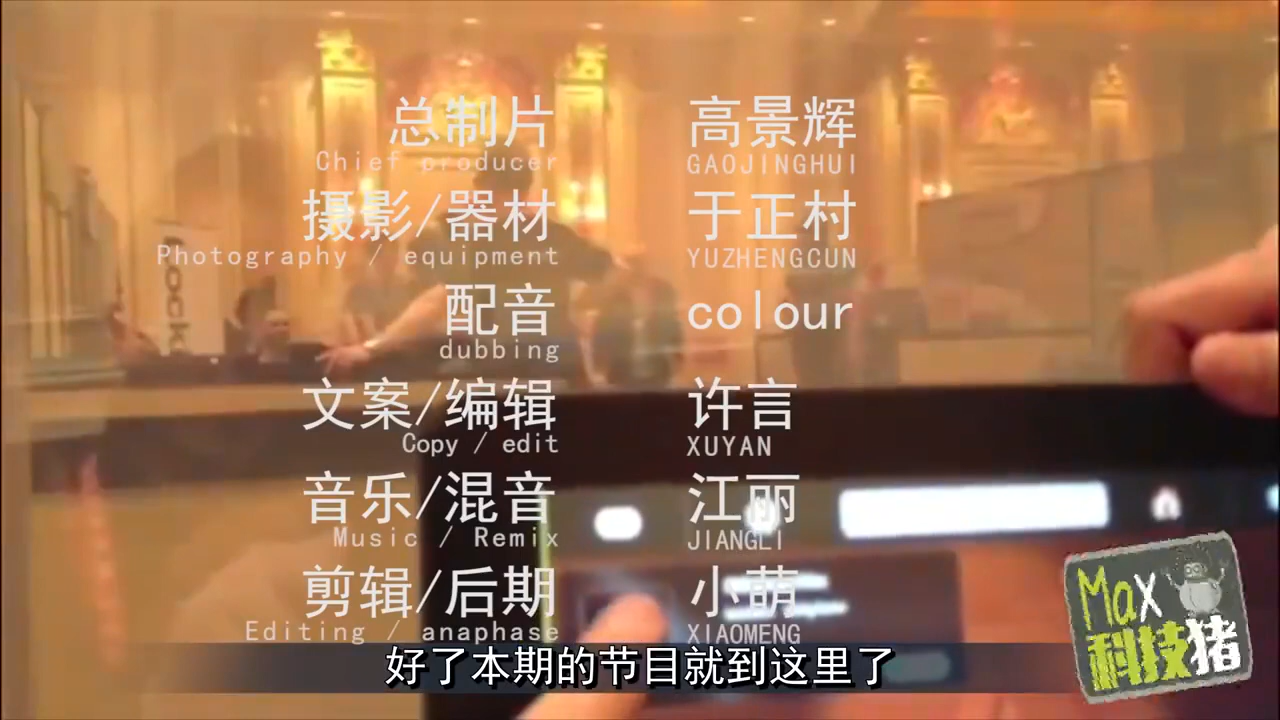 总制片 高景辉
Chief producer GAOJINGHUI
摄影/器材 于正村
Photography / equipment YUZHENGCUN
配音 colour
dubbing
文案/编辑 许言
Copy / edit XUYAN
音乐/混音 江丽
Music / Remix JIANGLI
剪辑/后期 小萌
Editing / anaphase XIAOMENG
Max
科技猪
好了本期的节目就到这里了